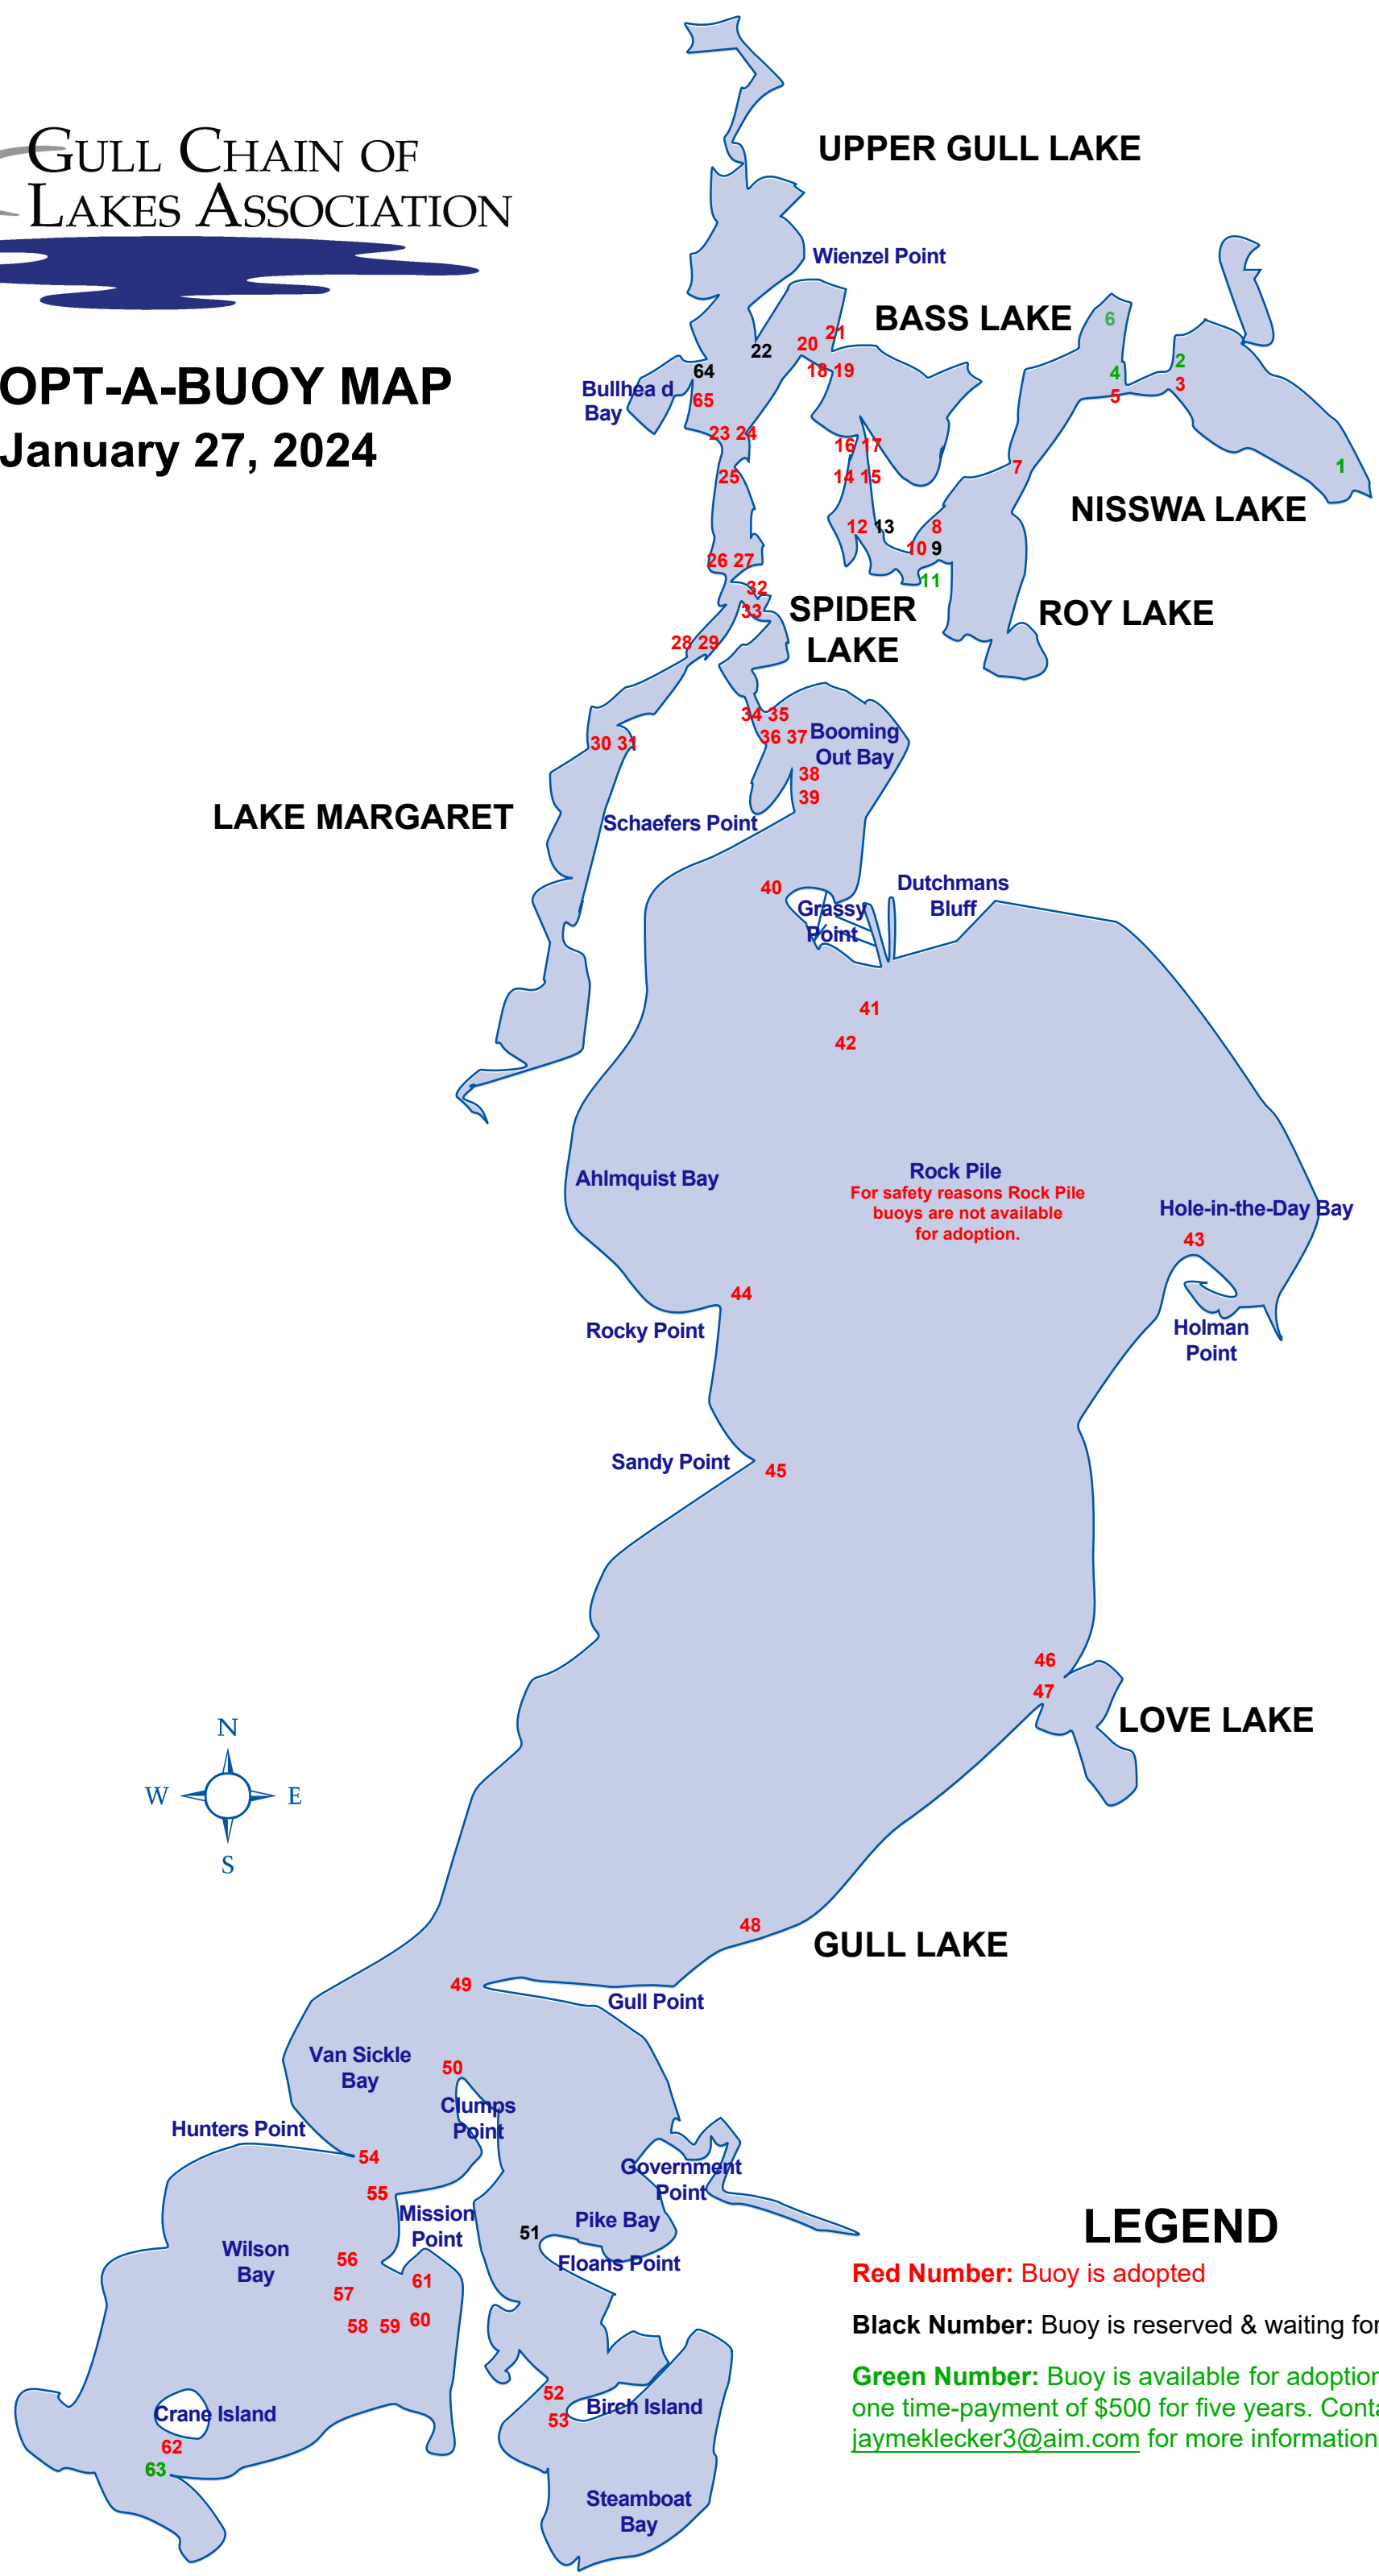 GULL CHAIN OF
LAKES ASSOCIATION
OPT-A-BUOY MAP
January 27, 2024
UPPER GULL LAKE
Wienzel Point
BASS LAKE
6
21
20
22
2
64
18 19
4
3
Bullhea d
Bay
5
65
23 24
16 17
7
1
25
14 15
NISSWA LAKE
12 13
8
10 9
26 27
11
32
33
SPIDER
LAKE
ROY LAKE
28 29
34 35
36 37
Booming
Out Bay
30 31
38
39
LAKE MARGARET
Schaefers Point
40
Dutchmans
Bluff
Grassy
Point
41
42
Ahlmquist Bay
Rock Pile
For safety reasons Rock Pile
buoys are not available
for adoption.
Hole-in-the-Day Bay
43
44
Rocky Point
Holman
Point
Sandy Point
45
46
47
LOVE LAKE
N
W E
S
48
GULL LAKE
49
Gull Point
Van Sickle
Bay
50
Clumps
Point
Hunters Point
54
Government
Point
55
Mission
Point
Pike Bay
51
Wilson
Bay
56
Floans Point
61
57
58 59 60
52
Birch Island
53
Crane Island
62
63
Steamboat
Bay
LEGEND
Red Number: Buoy is adopted
Black Number: Buoy is reserved & waiting for
Green Number: Buoy is available for adoption
one time-payment of $500 for five years. Conta
jaymeklecker3@aim.com for more information